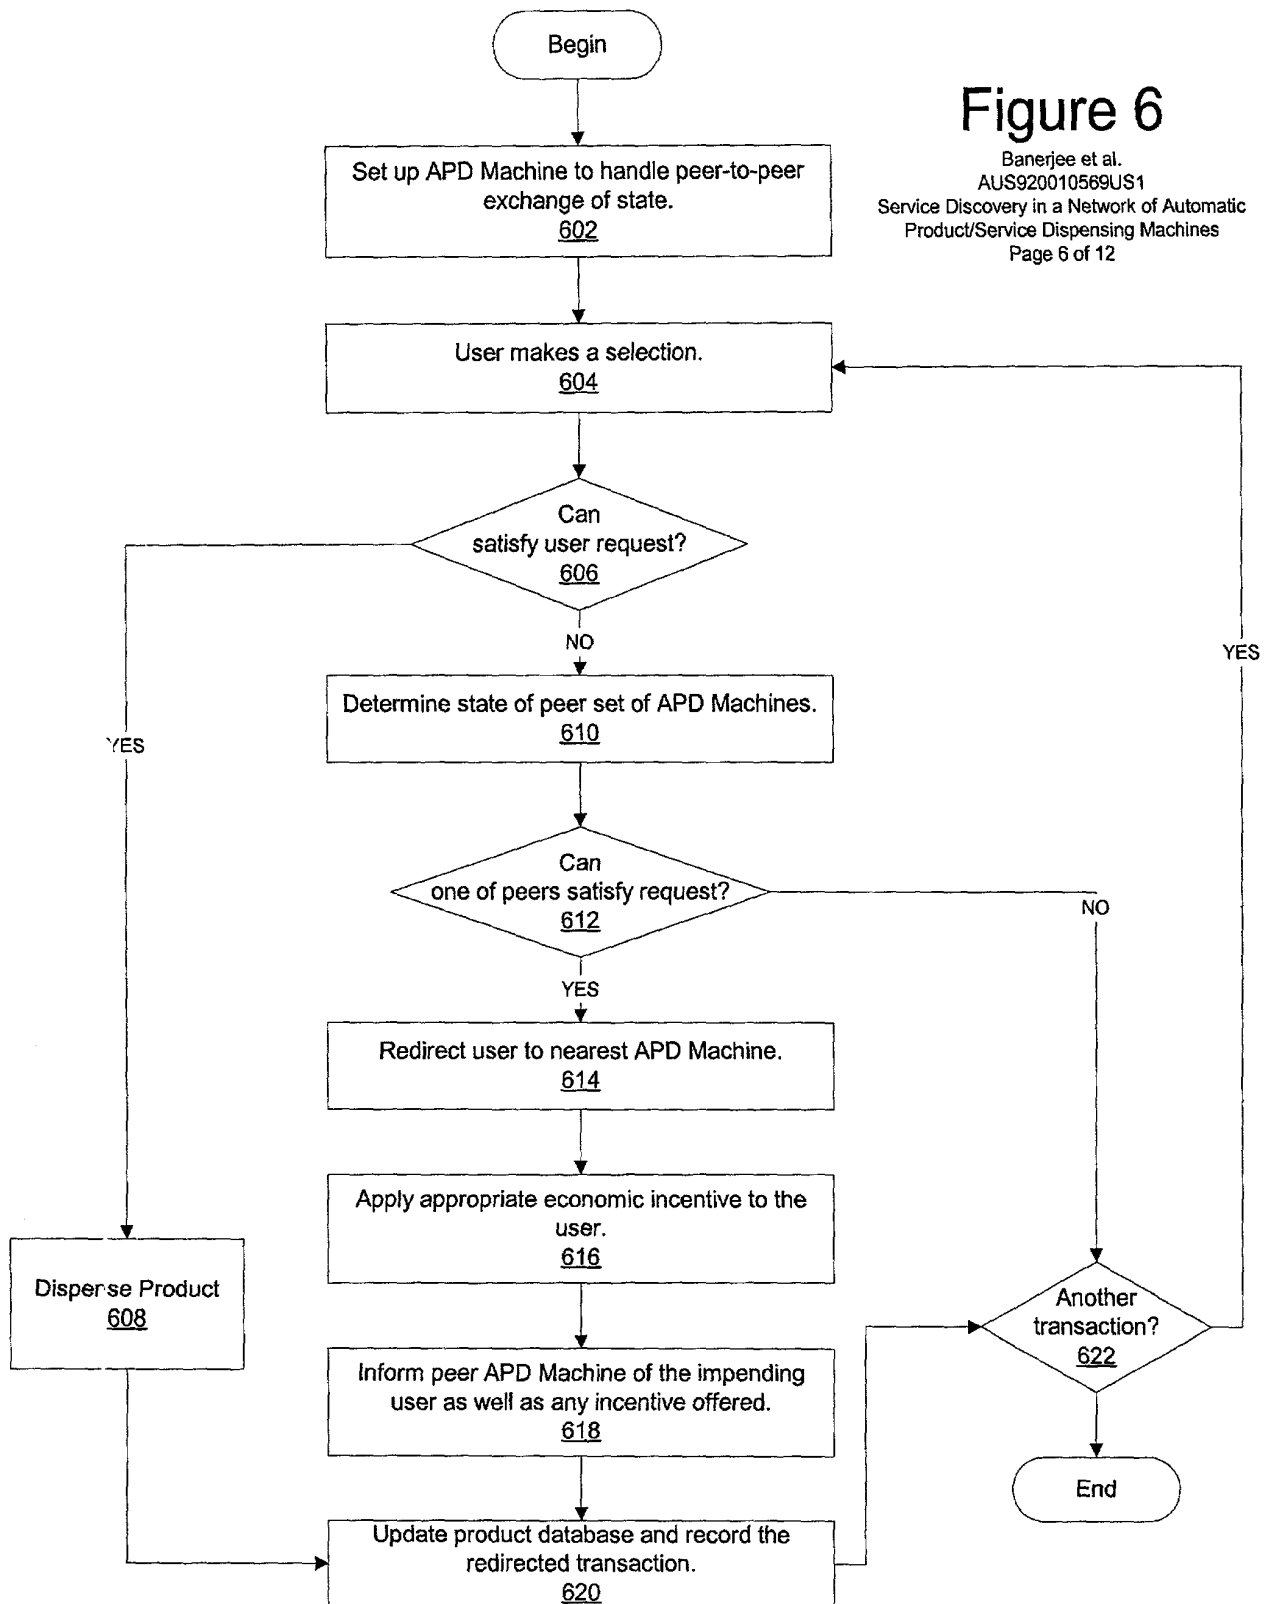 Begin
Figure 6
Banerjee et al.
AUS920010569US1
Service Discovery in a Network of Automatic
Product/Service Dispensing Machines
Page 6 of 12
Set up APD Machine to handle peer-to-peer
exchange of state.
602
User makes a selection.
604
Can
satisfy user request?
606
NO
YES
YES
Determine state of peer set of APD Machines.
610
Can
one of peers satisfy request?
612
NO
YES
Redirect user to nearest APD Machine.
614
Apply appropriate economic incentive to the
user.
616
Dispense Product
608
Another
transaction?
622
Inform peer APD Machine of the impending
user as well as any incentive offered.
618
End
Update product database and record the
redirected transaction.
620